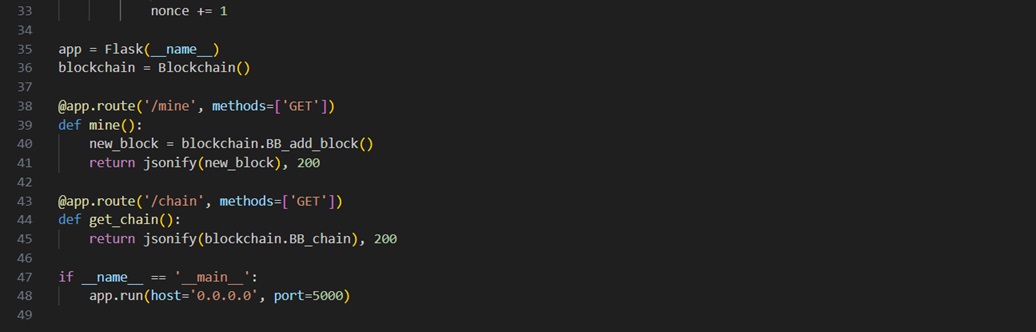 33 nonce += 1
34
35 app = Flask(__name__)
36 blockchain = Blockchain()
37
38 @app.route('/mine', methods=['GET'])
39 def mine():
40     new_block = blockchain.BB_add_block()
41     return jsonify(new_block), 200
42
43 @app.route('/chain', methods=['GET'])
44 def get_chain():
45     return jsonify(blockchain.BB_chain), 200
46
47 if __name__ == '__main__':
48     app.run(host='0.0.0.0', port=5000)
49